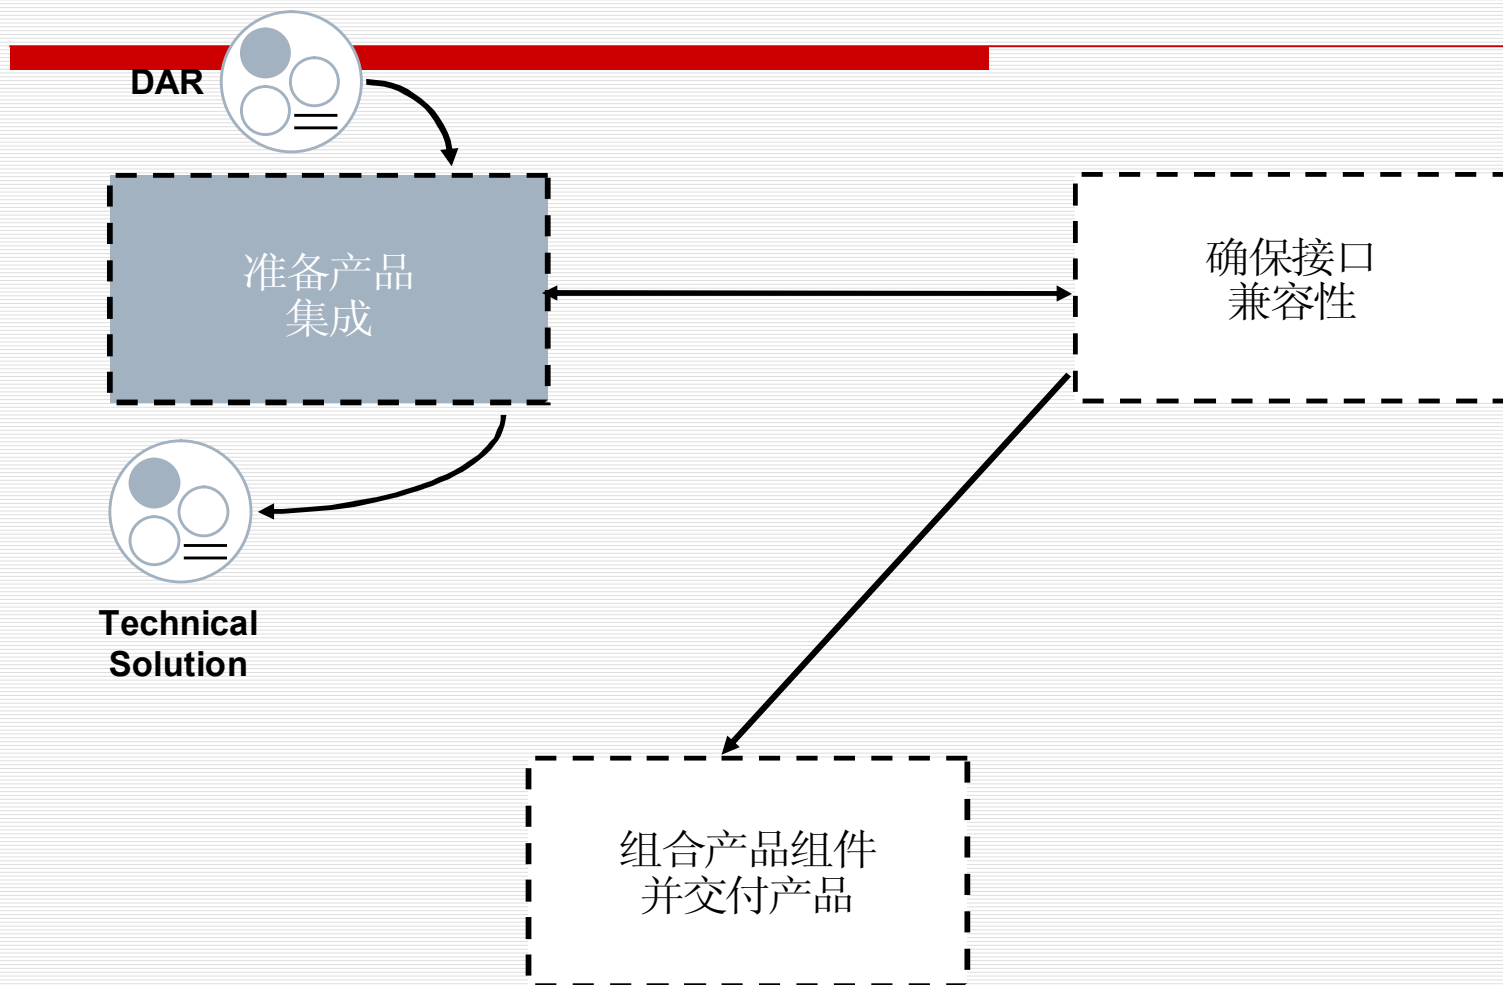 DAR
准备产品
集成
确保接口
兼容性
Technical
Solution
组合产品组件
并交付产品